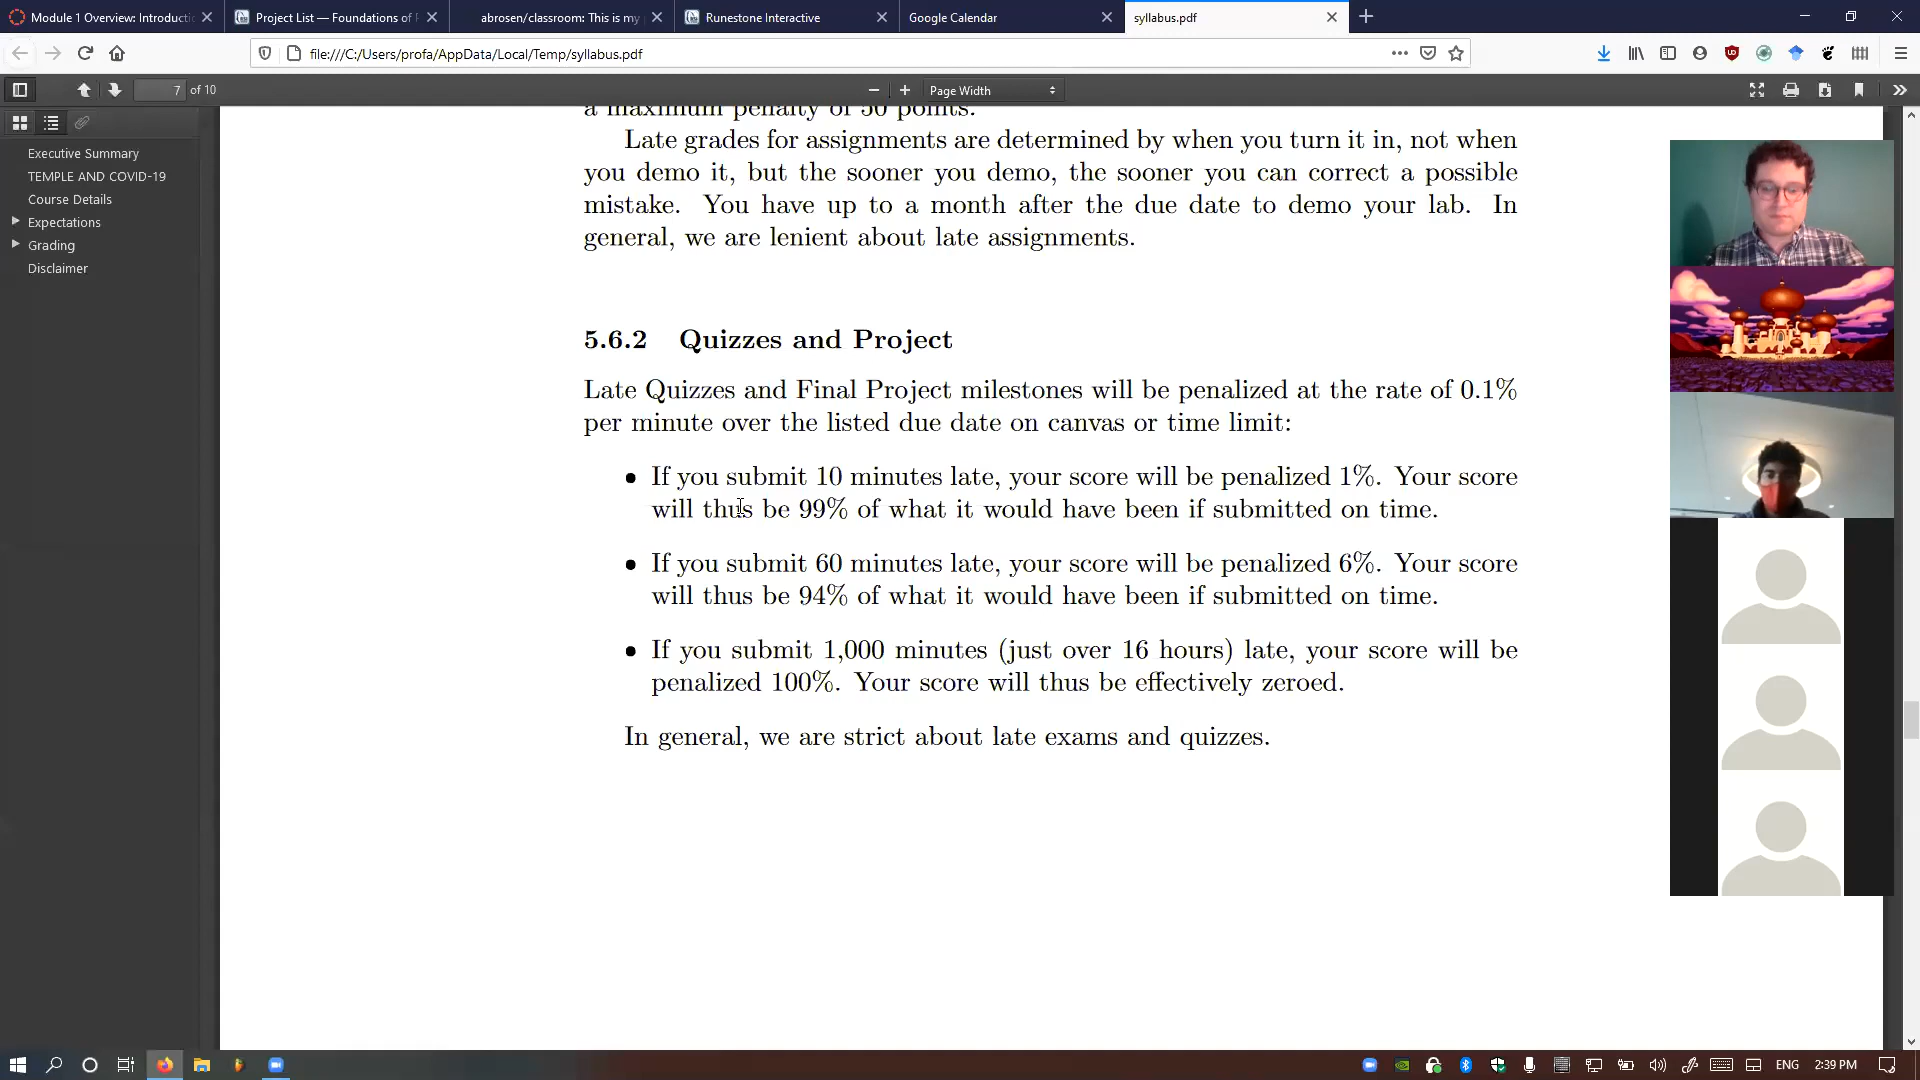 Module 1 Overview: Introducti
Project List — Foundations of
abrosen/classroom: This is my
Runestone Interactive
Google Calendar
syllabus.pdf
file:///C:/Users/profa/AppData/Local/Temp/syllabus.pdf
7 of 10
Page Width
Executive Summary
TEMPLE AND COVID-19
Course Details
Expectations
Grading
Disclaimer
a maximum penalty of 50 points.
Late grades for assignments are determined by when you turn it in, not when
you demo it, but the sooner you demo, the sooner you can correct a possible
mistake. You have up to a month after the due date to demo your lab. In
general, we are lenient about late assignments.
5.6.2 Quizzes and Project
Late Quizzes and Final Project milestones will be penalized at the rate of 0.1%
per minute over the listed due date on canvas or time limit:
• If you submit 10 minutes late, your score will be penalized 1%. Your score
will thus be 99% of what it would have been if submitted on time.
• If you submit 60 minutes late, your score will be penalized 6%. Your score
will thus be 94% of what it would have been if submitted on time.
• If you submit 1,000 minutes (just over 16 hours) late, your score will be
penalized 100%. Your score will thus be effectively zeroed.
In general, we are strict about late exams and quizzes.
ENG
2:39 PM